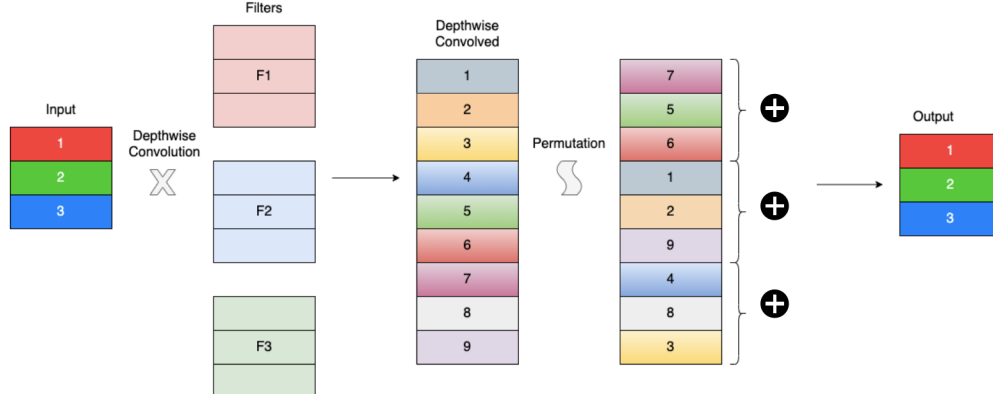 Input
1
2
3
Depthwise
Convolution
Filters
F1
F2
F3
Depthwise
Convolved
1
2
3
4
5
6
7
8
9
Permutation
7
5
6
1
2
9
4
8
3
Output
1
2
3